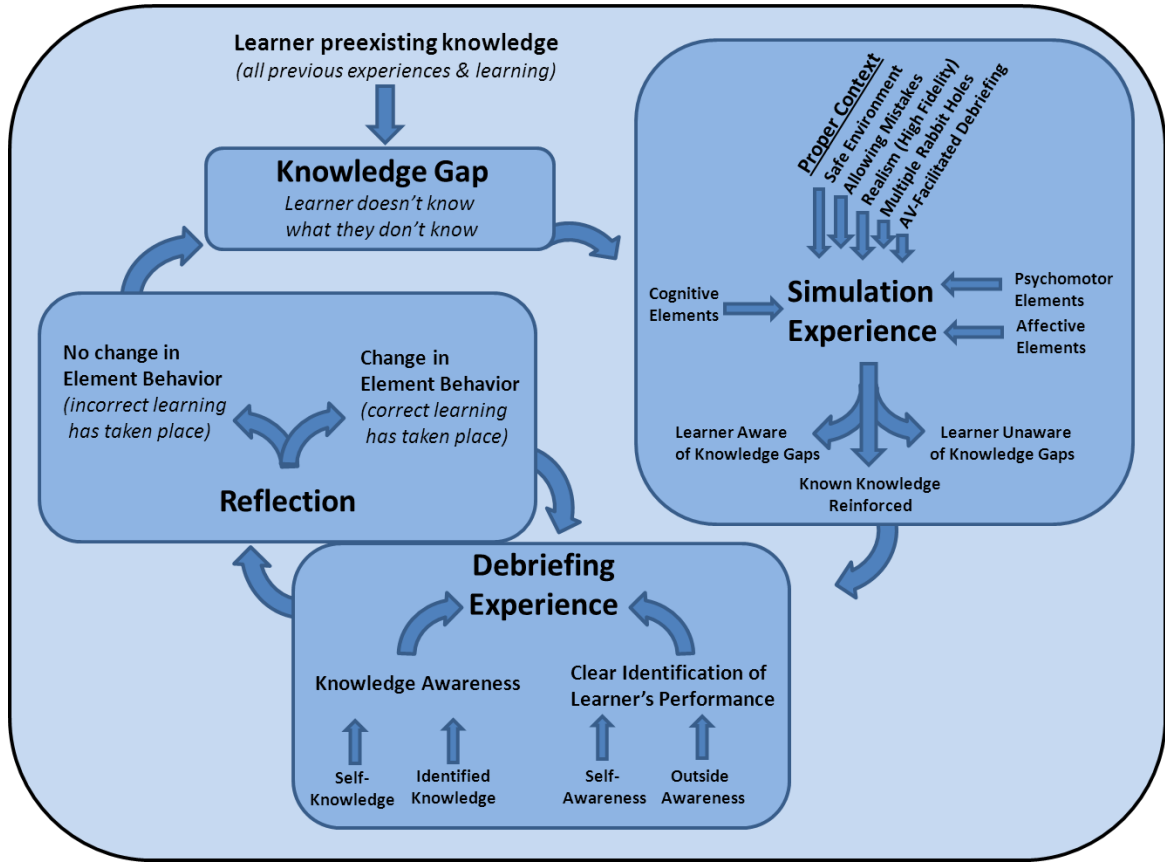 Learner preexisting knowledge
(all previous experiences & learning)
Knowledge Gap
Learner doesn't know
what they don't know
Proper Context
Safe Environment
Allowing Mistakes
Realism (High Fidelity)
Multiple Rabbit Holes
AV-Facilitated Debriefing
Cognitive
Elements
Simulation
Experience
Psychomotor
Elements
Affective
Elements
Learner Aware
of Knowledge Gaps
Learner Unaware
of Knowledge Gaps
Known Knowledge
Reinforced
No change in
Element Behavior
(incorrect learning
has taken place)
Change in
Element Behavior
(correct learning
has taken place)
Reflection
Debriefing
Experience
Knowledge Awareness
Clear Identification of
Learner's Performance
Self-
Knowledge
Identified
Knowledge
Self-
Awareness
Outside
Awareness